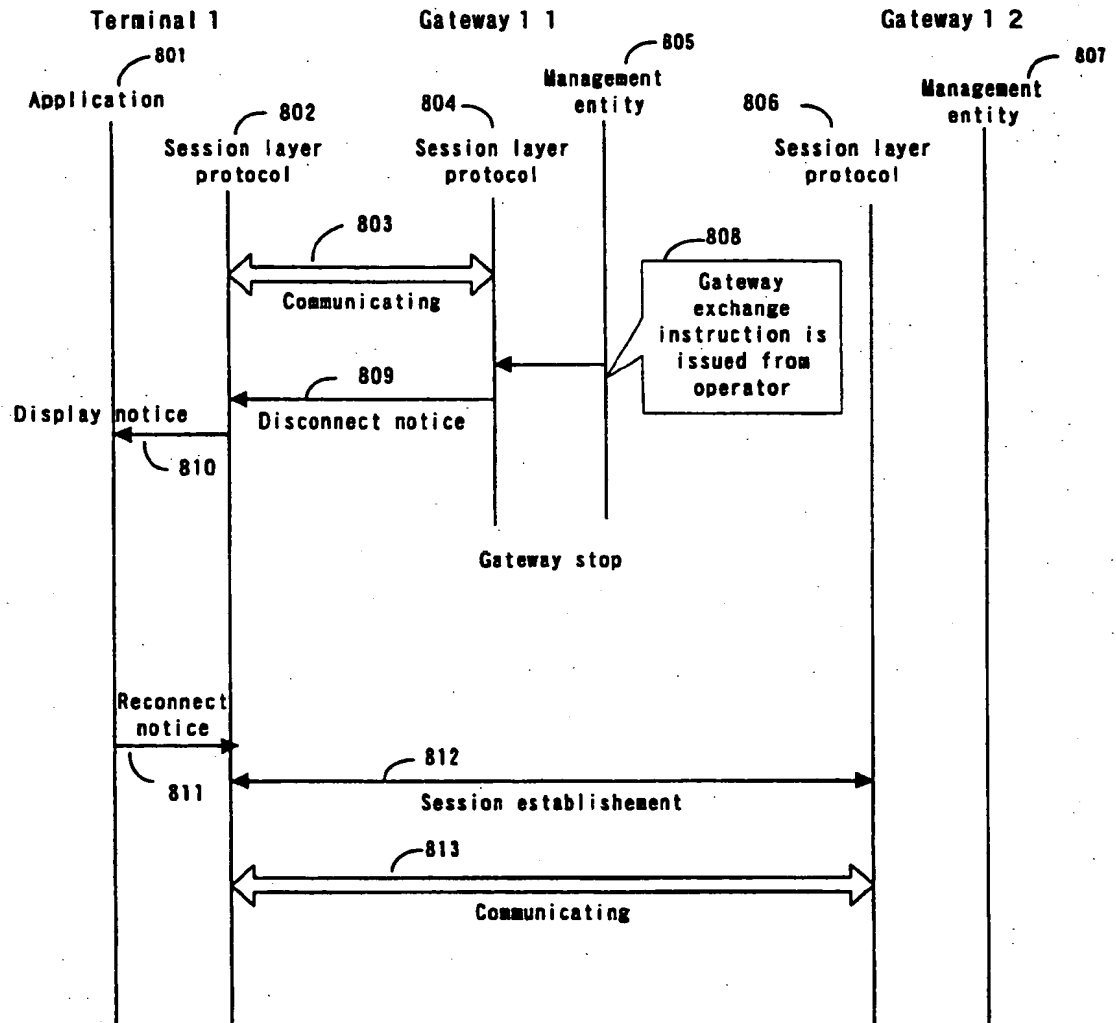 Terminal 1
Gateway 1 1
Gateway 1 2
801
805
807
Application
Management
entity
Management
entity
802
804
806
Session layer
protocol
Session layer
protocol
Session layer
protocol
803
Communicating
808
Gateway
exchange
instruction is
issued from
operator
809
Disconnect notice
Display notice
810
Gateway stop
Reconnect
notice
811
812
Session establishement
813
Communicating